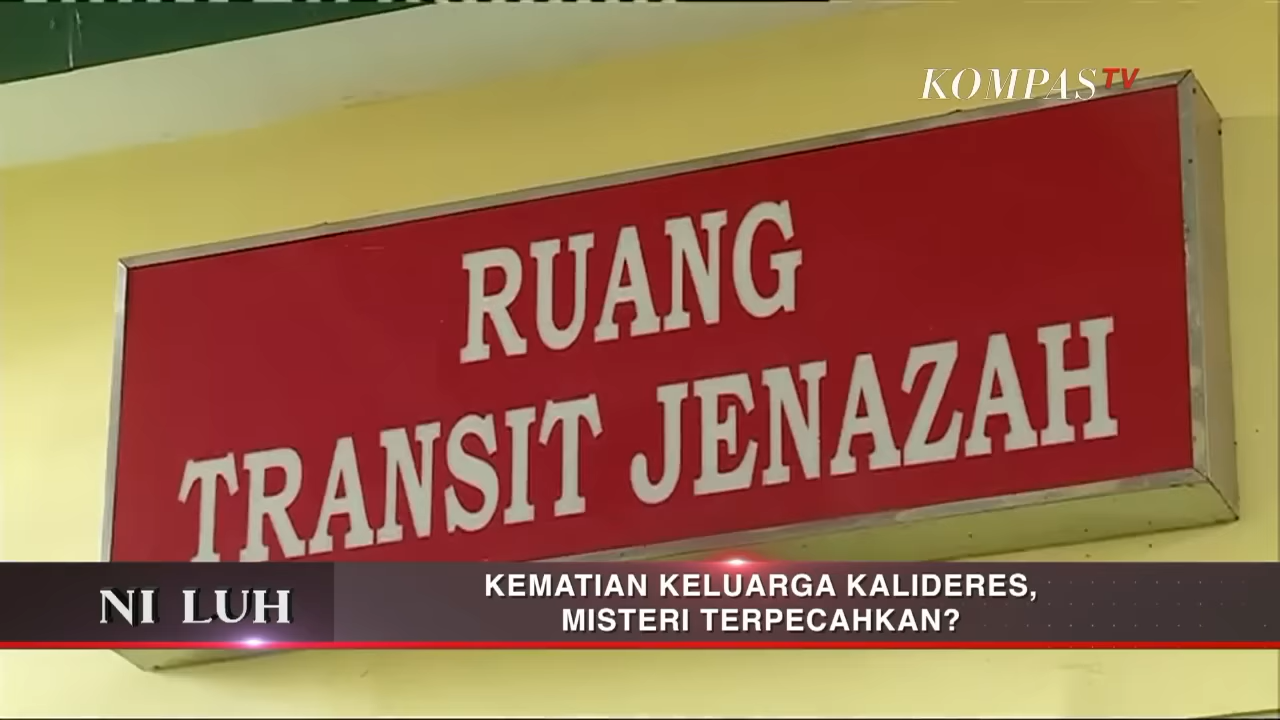 KOMPASTV
RUANG
TRANSIT JENAZAH
NI LUH
KEMATIAN KELUARGA KALIDERES,
MISTERI TERPECAHKAN?